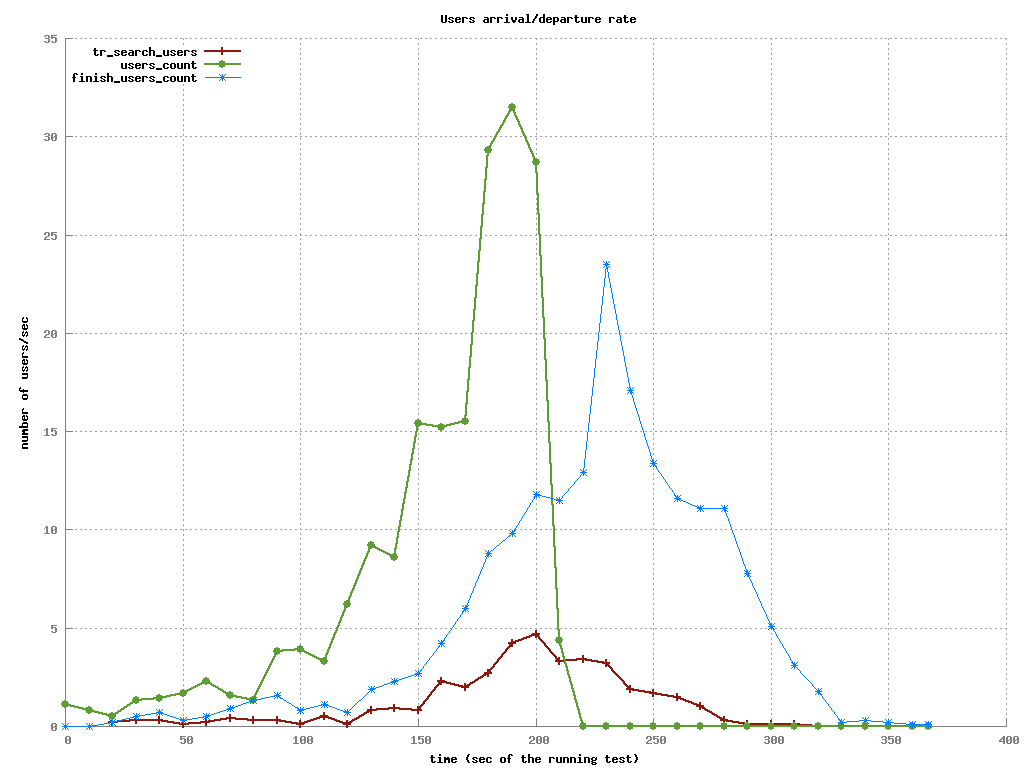 Users arrival/departure rate
35
tr_search_users
users_count
finish_users_count
30
25
20
15
10
5
0
number of users/sec
0 50 100 150 200 250 300 350 400
time (sec of the running test)